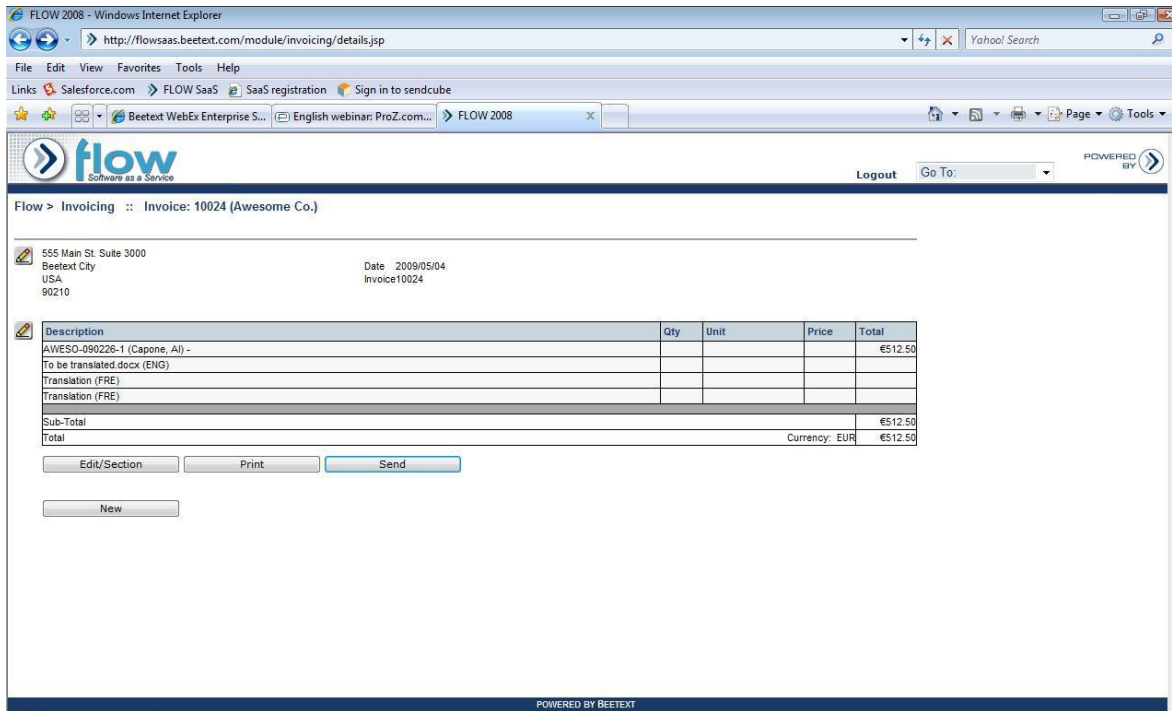 FLOW 2008 - Windows Internet Explorer
http://flowsaas.beetext.com/module/invoicing/details.jsp
Yahoo! Search
File Edit View Favorites Tools Help
Links Salesforce.com FLOW SaaS SaaS registration Sign in to sendcube
Beetext WebEx Enterprise S... English webinar: ProZ.com... FLOW 2008 X Page Tools
flow
Software as a Service
Logout Go To: POWERED BY
Flow > Invoicing :: Invoice: 10024 (Awesome Co.)
555 Main St. Suite 3000
Beetext City Date 2009/05/04
USA Invoice10024
90210
Description Qty Unit Price Total
AWESO-090226-1 (Capone, Al) - €512.50
To be translated.docx (ENG)
Translation (FRE)
Translation (FRE)
Sub-Total €512.50
Total Currency: EUR €512.50
Edit/Section Print Send
New
POWERED BY BEETEXT